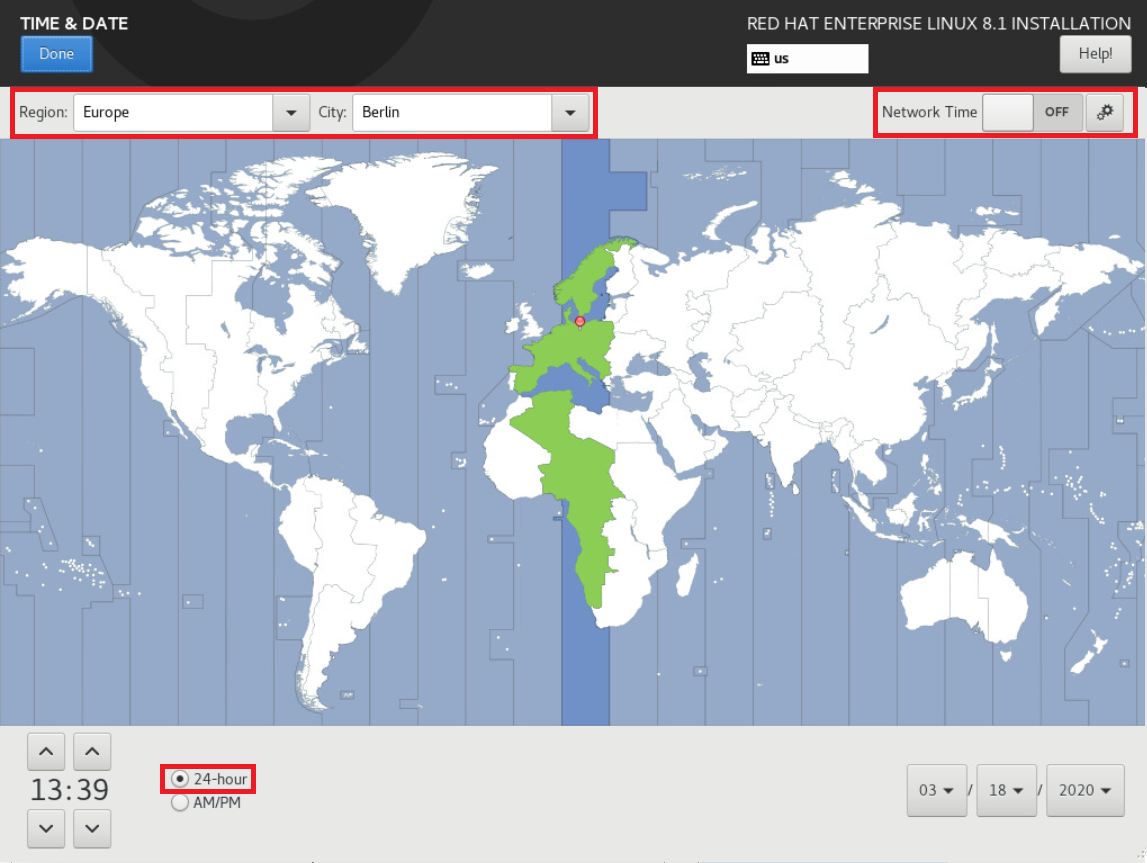 TIME & DATE
RED HAT ENTERPRISE LINUX 8.1 INSTALLATION
Done
us
Help!
Region: Europe City: Berlin
Network Time OFF
13:39
24-hour
AM/PM
03 / 18 / 2020